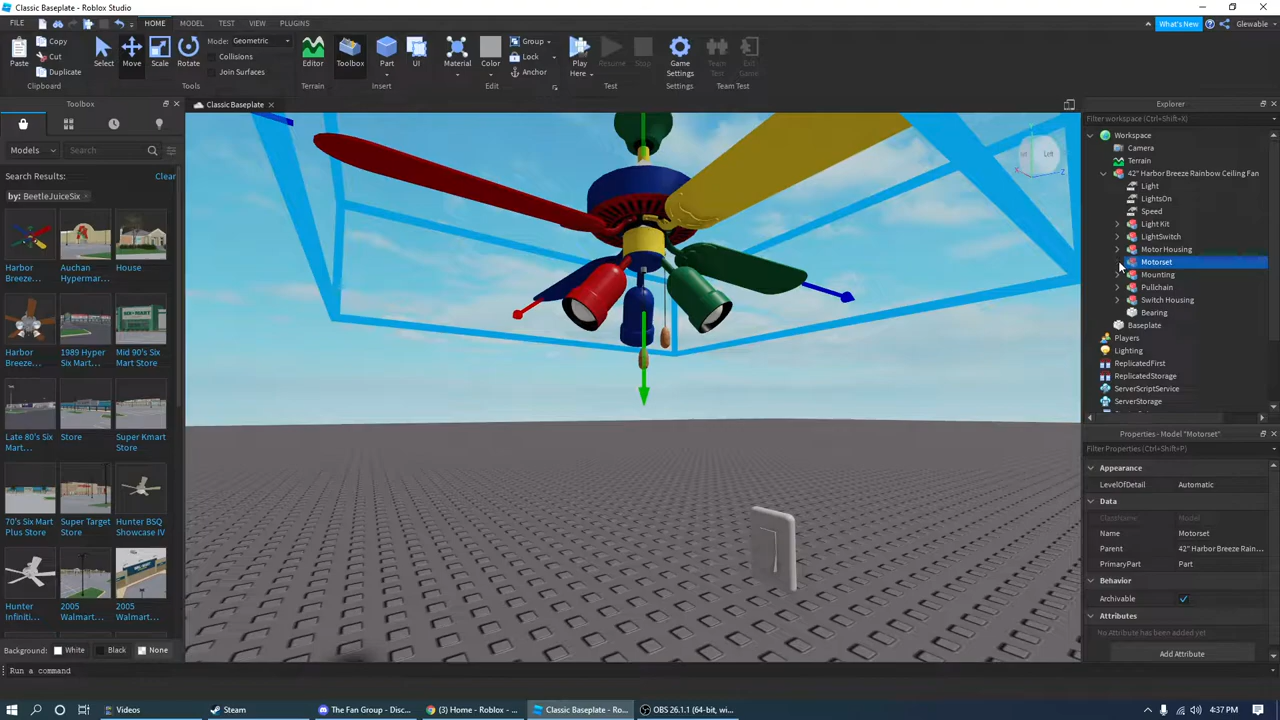 Classic Baseplate - Roblox Studio
FILE
HOME
MODEL
TEST
VIEW
PLUGINS
What's New
Glewable
Paste
Copy
Cut
Duplicate
Clipboard
Select
Move
Scale
Rotate
Mode: Geometric
Collisions
Join Surfaces
Tools
Editor
Terrain
Toolbox
Part
UI
Insert
Material
Color
Group
Lock
Anchor
Edit
Play
Here
Resume
Stop
Test
Game
Settings
Settings
Team
Test
Exit
Game
Team Test
Toolbox
Classic Baseplate
Models
Search
Search Results:
Clear
by: BeetleJuiceSix
Harbor
Breeze...
Auchan
Hypermar...
House
Harbor
Breeze...
1989 Hyper
Six Mart...
Mid 90's Six
Mart Store
Late 80's Six
Mart...
Store
Super Kmart
Store
70's Six Mart
Plus Store
Super Target
Store
Hunter BSQ
Showcase IV
Hunter
Infiniti...
2005
Walmart...
2005
Walmart...
Background:
White
Black
None
Left
X
Z
Explorer
Filter workspace (Ctrl+Shift+X)
Workspace
Camera
Terrain
42" Harbor Breeze Rainbow Ceiling Fan
Light
LightsOn
Speed
Light Kit
LightSwitch
Motor Housing
Motorset
Mounting
Pullchain
Switch Housing
Bearing
Baseplate
Players
Lighting
ReplicatedFirst
ReplicatedStorage
ServerScriptService
ServerStorage
Properties - Model "Motorset"
Filter Properties (Ctrl+Shift+P)
Appearance
LevelOfDetail
Automatic
Data
ClassName
Model
Name
Motorset
Parent
42" Harbor Breeze Rain...
PrimaryPart
Part
Behavior
Archivable
Attributes
No Attribute has been added yet
Add Attribute
Run a command
Videos
Steam
The Fan Group - Disc...
(3) Home - Roblox - ...
Classic Baseplate - Ro...
OBS 26.1.1 (64-bit, wi...
4:37 PM